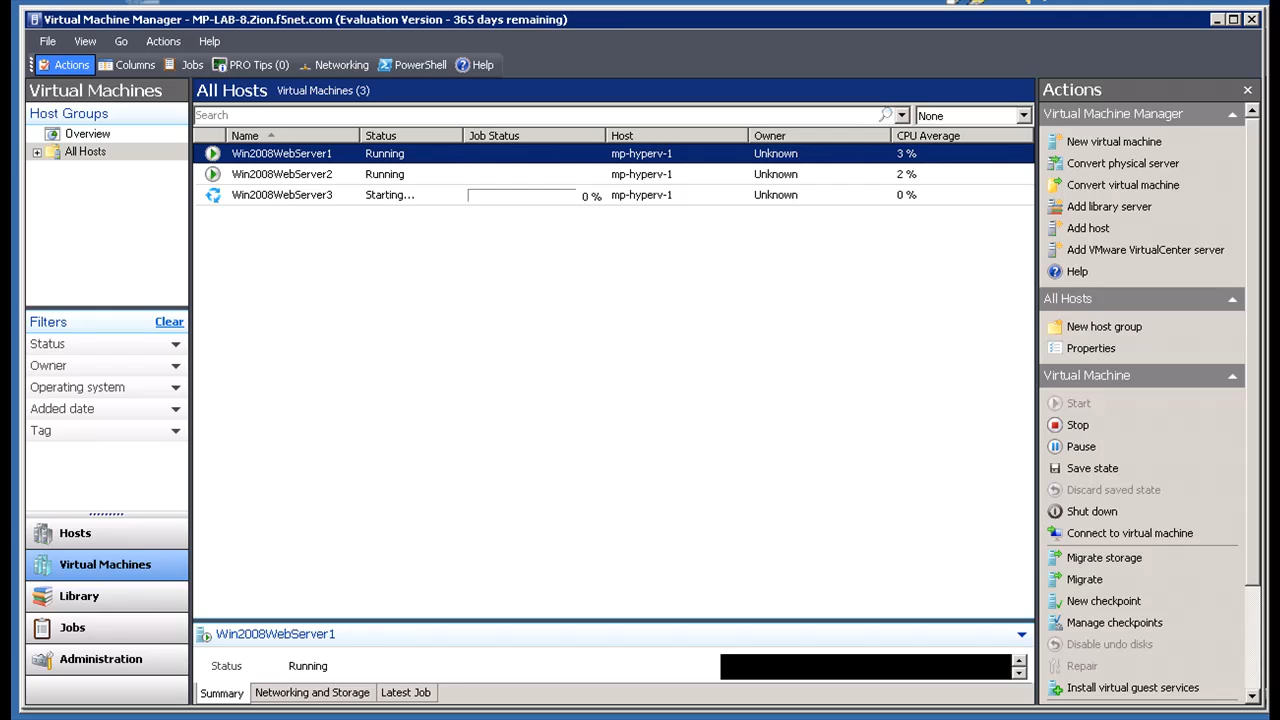 Virtual Machine Manager - MP-LAB-8.Zion.f5net.com (Evaluation Version - 365 days remaining)
File View Go Actions Help
Actions Columns Jobs PRO Tips (0) Networking PowerShell Help
Virtual Machines
Host Groups
Overview
All Hosts
Filters Clear
Status
Owner
Operating system
Added date
Tag
Hosts
Virtual Machines
Library
Jobs
Administration
All Hosts Virtual Machines (3)
Search None
Name Status Job Status Host Owner CPU Average
Win2008WebServer1 Running mp-hyperv-1 Unknown 3 %
Win2008WebServer2 Running mp-hyperv-1 Unknown 2 %
Win2008WebServer3 Starting... 0 % mp-hyperv-1 Unknown 0 %
Win2008WebServer1
Status Running
Summary Networking and Storage Latest Job
Actions
Virtual Machine Manager
New virtual machine
Convert physical server
Convert virtual machine
Add library server
Add host
Add VMware VirtualCenter server
Help
All Hosts
New host group
Properties
Virtual Machine
Start
Stop
Pause
Save state
Discard saved state
Shut down
Connect to virtual machine
Migrate storage
Migrate
New checkpoint
Manage checkpoints
Disable undo disks
Repair
Install virtual guest services